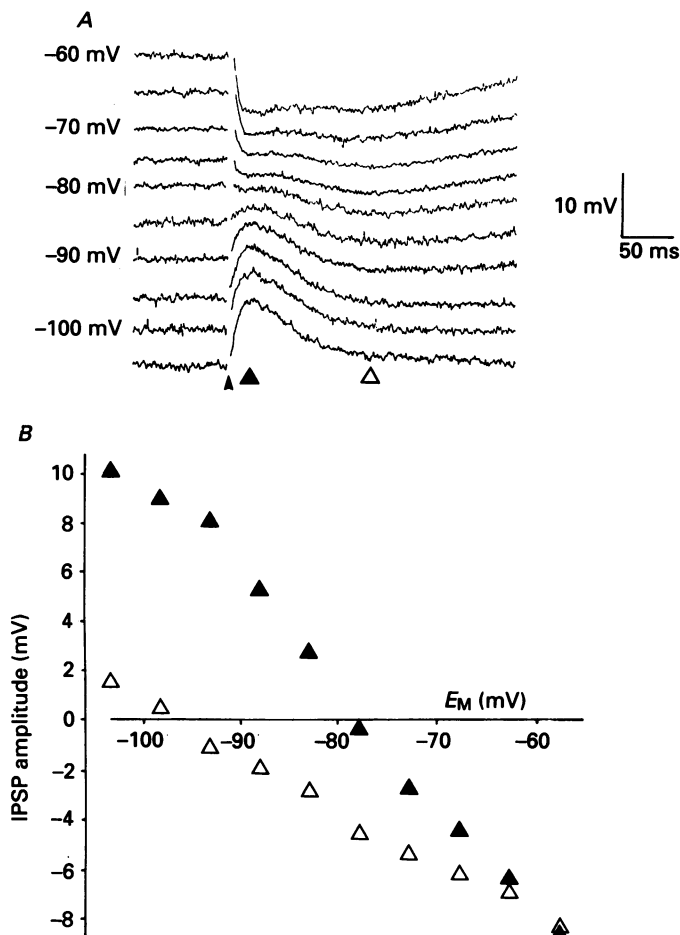 A
–60 mV
–70 mV
–80 mV
–90 mV
–100 mV
10 mV
50 ms
B
IPSP amplitude (mV)
10
8
6
4
2
0
–2
–4
–6
–8
E_M (mV)
–100 –90 –80 –70 –60